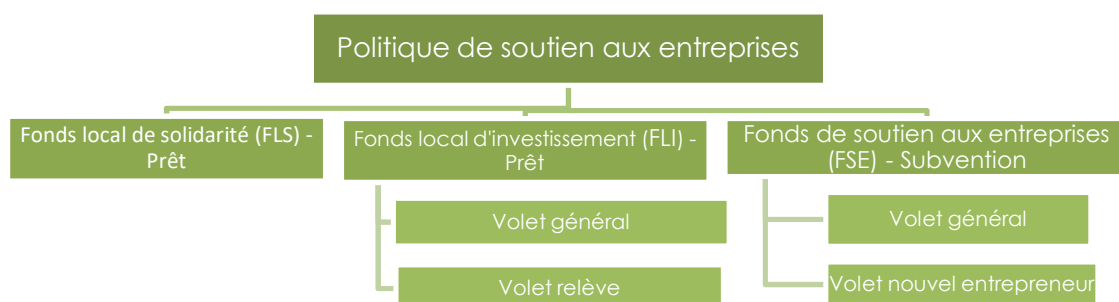 Politique de soutien aux entreprises
Fonds local de solidarité (FLS) -
Prêt
Fonds local d'investissement (FLI) -
Prêt
Fonds de soutien aux entreprises
(FSE) - Subvention
Volet général
Volet relève
Volet général
Volet nouvel entrepreneur